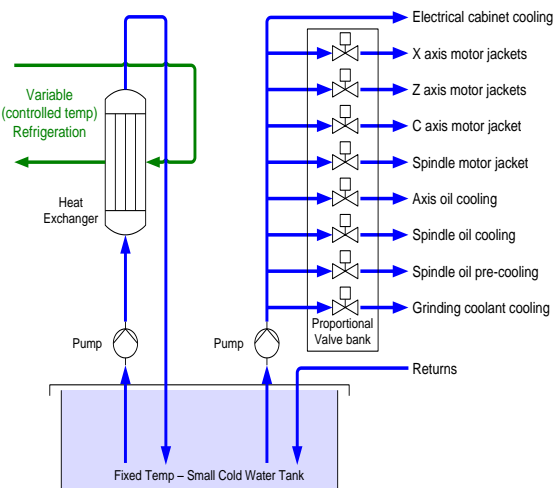 Electrical cabinet cooling
X axis motor jackets
Z axis motor jackets
C axis motor jacket
Spindle motor jacket
Axis oil cooling
Spindle oil cooling
Spindle oil pre-cooling
Grinding coolant cooling
Proportional
Valve bank
Variable
(controlled temp)
Refrigeration
Heat
Exchanger
Pump
Pump
Returns
Fixed Temp – Small Cold Water Tank